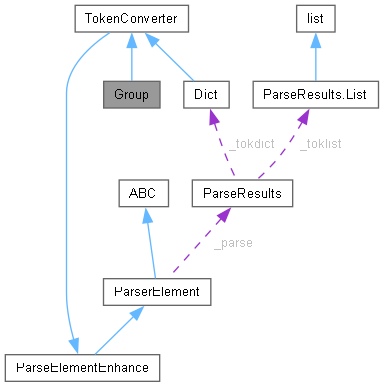 TokenConverter
list
Group
Dict
ParseResults.List
_tokdict
_toklist
ABC
ParseResults
_parse
ParserElement
ParseElementEnhance